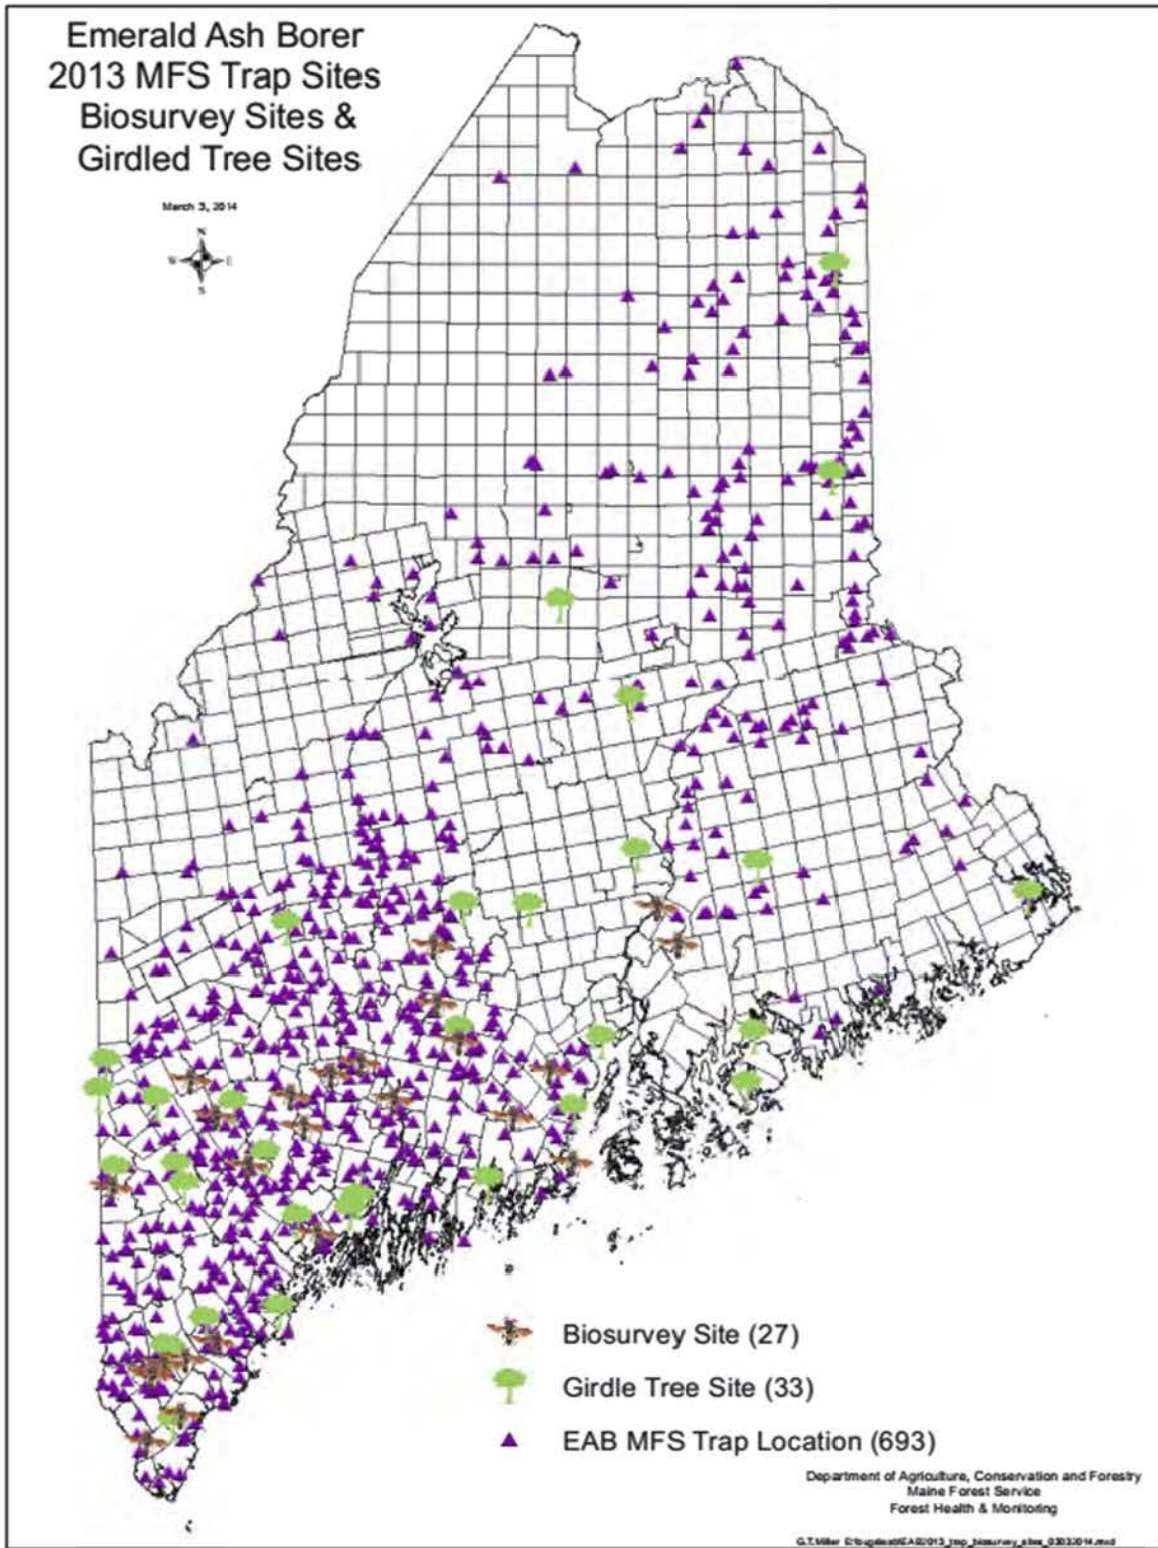 Emerald Ash Borer
2013 MFS Trap Sites
Biosurvey Sites &
Girdled Tree Sites
March 3, 2014
N
W E
S
Biosurvey Site (27)
Girdle Tree Site (33)
EAB MFS Trap Location (693)
Department of Agriculture, Conservation and Forestry
Maine Forest Service
Forest Health & Monitoring
G.T.Miller